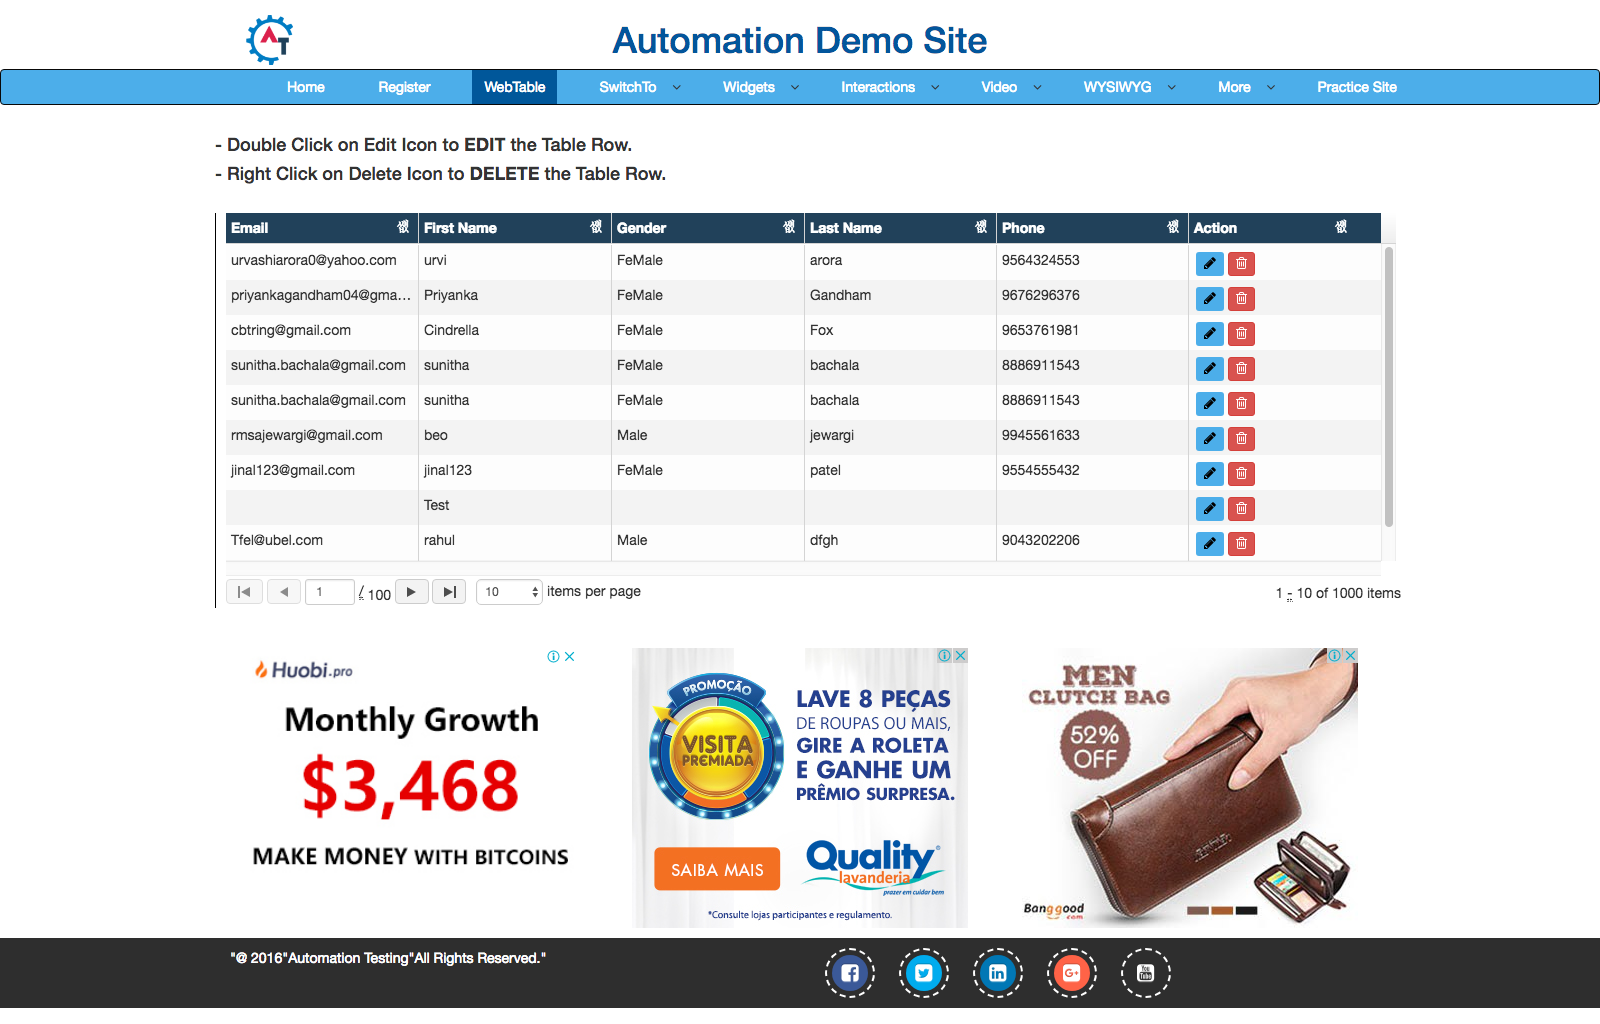 AT
Automation Demo Site
Home Register WebTable SwitchTo Widgets Interactions Video WYSIWYG More Practice Site
- Double Click on Edit Icon to EDIT the Table Row.
- Right Click on Delete Icon to DELETE the Table Row.
Email First Name Gender Last Name Phone Action
urvashiarora0@yahoo.com urvi FeMale arora 9564324553
priyankagandham04@gma... Priyanka FeMale Gandham 9676296376
cbtring@gmail.com Cindrella FeMale Fox 9653761981
sunitha.bachala@gmail.com sunitha FeMale bachala 8886911543
sunitha.bachala@gmail.com sunitha FeMale bachala 8886911543
rmsajewargi@gmail.com beo Male jewargi 9945561633
jinal123@gmail.com jinal123 FeMale patel 9554555432
Test
Tfel@ubel.com rahul Male dfgh 9043202206
1 / 100 10 items per page 1 - 10 of 1000 items
Huobi.pro
Monthly Growth
$3,468
MAKE MONEY WITH BITCOINS
PROMOÇÃO
VISITA
PREMIADA
LAVE 8 PEÇAS
DE ROUPAS OU MAIS,
GIRE A ROLETA
E GANHE UM
PRÊMIO SURPRESA.
SAIBA MAIS
Quality
lavanderia
prazer em cuidar bem
*Consulte lojas participantes e regulamento.
MEN
CLUTCH BAG
52%
OFF
Banggood
.com
"@ 2016"Automation Testing"All Rights Reserved."
You
Tube